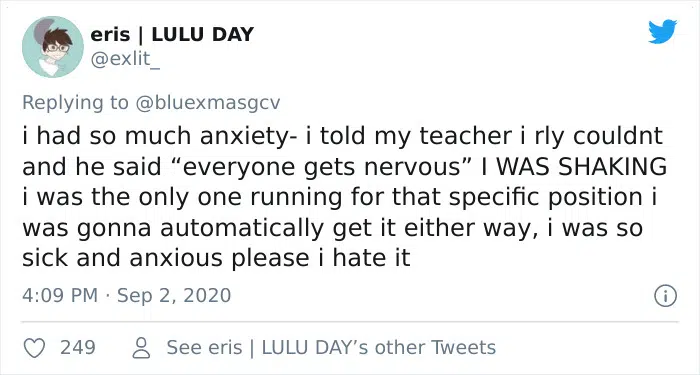 eris | LULU DAY
@exlit_
Replying to @bluexmasgcv
i had so much anxiety- i told my teacher i rly couldnt
and he said “everyone gets nervous” I WAS SHAKING
i was the only one running for that specific position i
was gonna automatically get it either way, i was so
sick and anxious please i hate it
4:09 PM · Sep 2, 2020
249 See eris | LULU DAY’s other Tweets